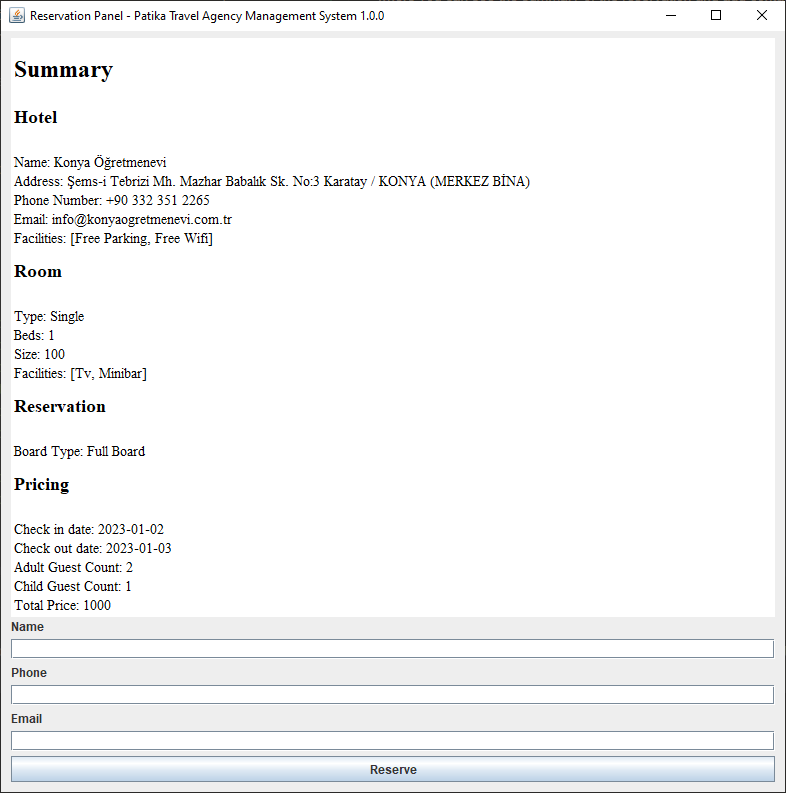 Reservation Panel - Patika Travel Agency Management System 1.0.0
Summary
Hotel
Name: Konya Öğretmenevi
Address: Şems-i Tebrizi Mh. Mazhar Babalık Sk. No:3 Karatay / KONYA (MERKEZ BİNA)
Phone Number: +90 332 351 2265
Email: info@konyaogretmenevi.com.tr
Facilities: [Free Parking, Free Wifi]
Room
Type: Single
Beds: 1
Size: 100
Facilities: [Tv, Minibar]
Reservation
Board Type: Full Board
Pricing
Check in date: 2023-01-02
Check out date: 2023-01-03
Adult Guest Count: 2
Child Guest Count: 1
Total Price: 1000
Name
Phone
Email
Reserve